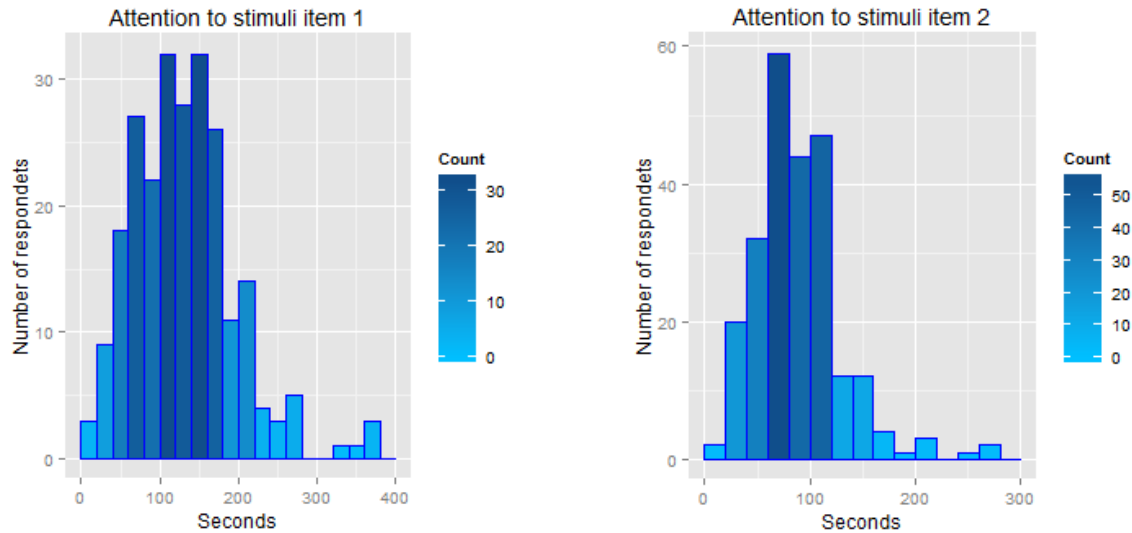 Attention to stimuli item 1
Number of respondets
30
20
10
0
0 100 200 300 400
Seconds
Count
30
20
10
0
Attention to stimuli item 2
Number of respondets
60
40
20
0
0 100 200 300
Seconds
Count
50
40
30
20
10
0